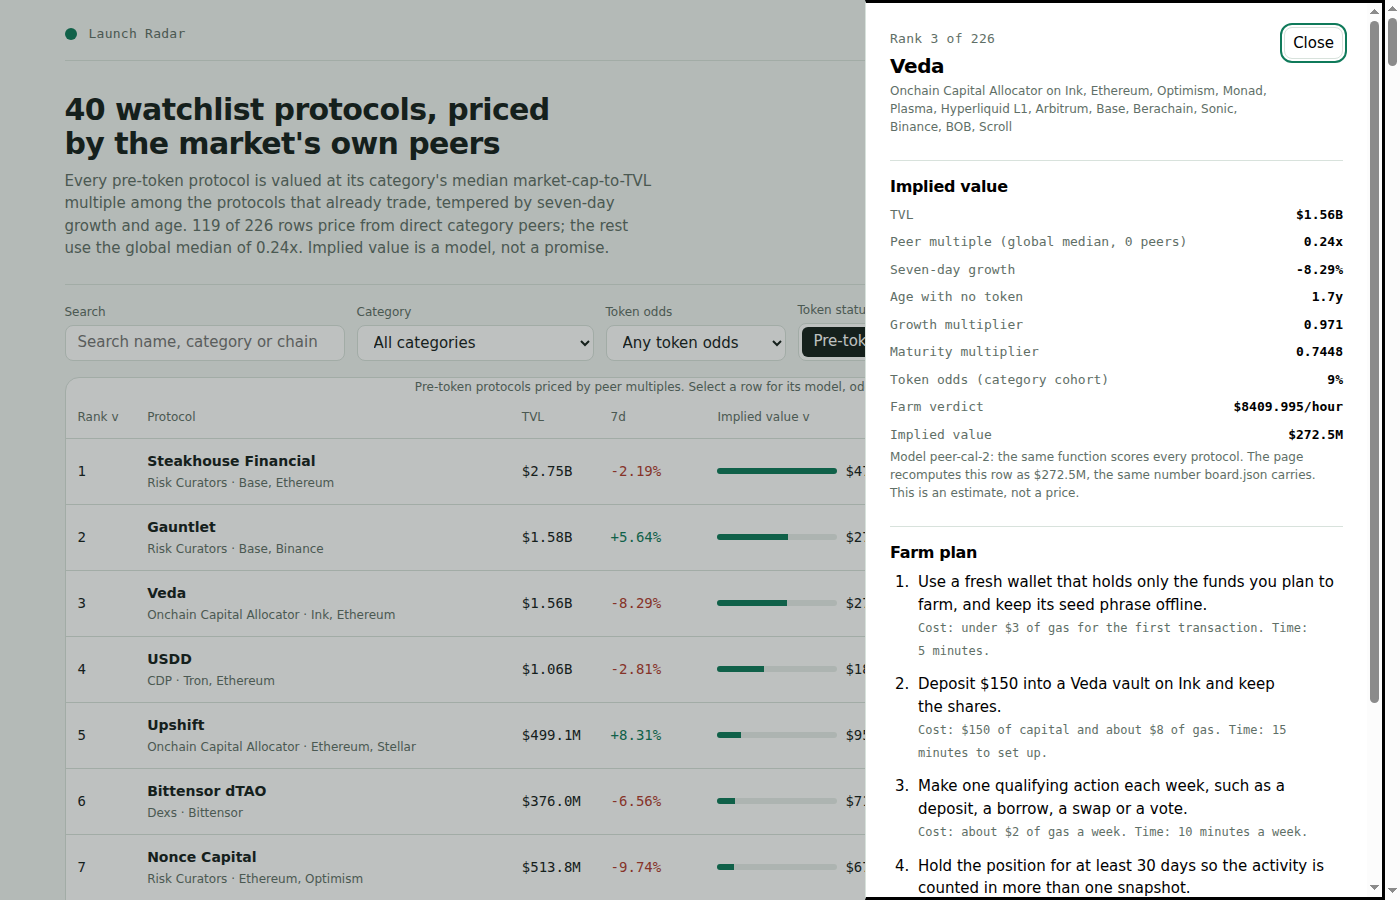 Launch Radar
40 watchlist protocols, priced
by the market's own peers
Every pre-token protocol is valued at its category's median market-cap-to-TVL
multiple among the protocols that already trade, tempered by seven-day
growth and age. 119 of 226 rows price from direct category peers; the rest
use the global median of 0.24x. Implied value is a model, not a promise.
Search Category Token odds Token statu
Search name, category or chain All categories Any token odds Pre-tok
Pre-token protocols priced by peer multiples. Select a row for its model, od
Rank v Protocol TVL 7d Implied value v
1 Steakhouse Financial $2.75B -2.19% $47
Risk Curators · Base, Ethereum
2 Gauntlet $1.58B +5.64% $27
Risk Curators · Base, Binance
3 Veda $1.56B -8.29% $27
Onchain Capital Allocator · Ink, Ethereum
4 USDD $1.06B -2.81% $18
CDP · Tron, Ethereum
5 Upshift $499.1M +8.31% $95
Onchain Capital Allocator · Ethereum, Stellar
6 Bittensor dTAO $376.0M -6.56% $71
Dexs · Bittensor
7 Nonce Capital $513.8M -9.74% $67
Risk Curators · Ethereum, Optimism
Rank 3 of 226
Close
Veda
Onchain Capital Allocator on Ink, Ethereum, Optimism, Monad,
Plasma, Hyperliquid L1, Arbitrum, Base, Berachain, Sonic,
Binance, BOB, Scroll
Implied value
TVL $1.56B
Peer multiple (global median, 0 peers) 0.24x
Seven-day growth -8.29%
Age with no token 1.7y
Growth multiplier 0.971
Maturity multiplier 0.7448
Token odds (category cohort) 9%
Farm verdict $8409.995/hour
Implied value $272.5M
Model peer-cal-2: the same function scores every protocol. The page
recomputes this row as $272.5M, the same number board.json carries.
This is an estimate, not a price.
Farm plan
1. Use a fresh wallet that holds only the funds you plan to
farm, and keep its seed phrase offline.
Cost: under $3 of gas for the first transaction. Time:
5 minutes.
2. Deposit $150 into a Veda vault on Ink and keep
the shares.
Cost: $150 of capital and about $8 of gas. Time: 15
minutes to set up.
3. Make one qualifying action each week, such as a
deposit, a borrow, a swap or a vote.
Cost: about $2 of gas a week. Time: 10 minutes a week.
4. Hold the position for at least 30 days so the activity is
counted in more than one snapshot.